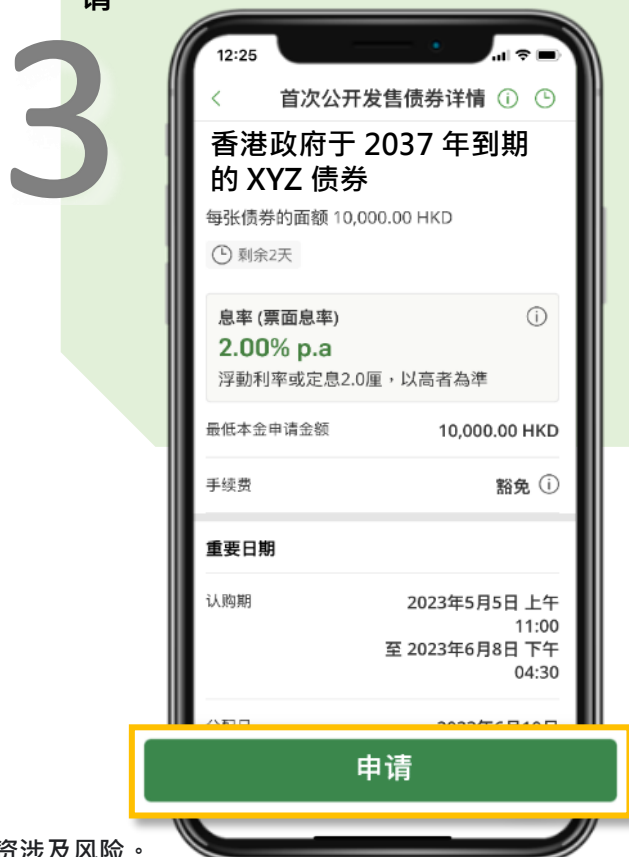 请
3
12:25
首次公开发售债券详情
香港政府于 2037 年到期
的 XYZ 债券
每张债券的面额 10,000.00 HKD
剩余2天
息率 (票面息率)
2.00% p.a
浮動利率或定息2.0厘，以高者為準
最低本金申请金额 10,000.00 HKD
手续费 豁免
重要日期
认购期 2023年5月5日 上午
11:00
至 2023年6月8日 下午
04:30
申请
资涉及风险。